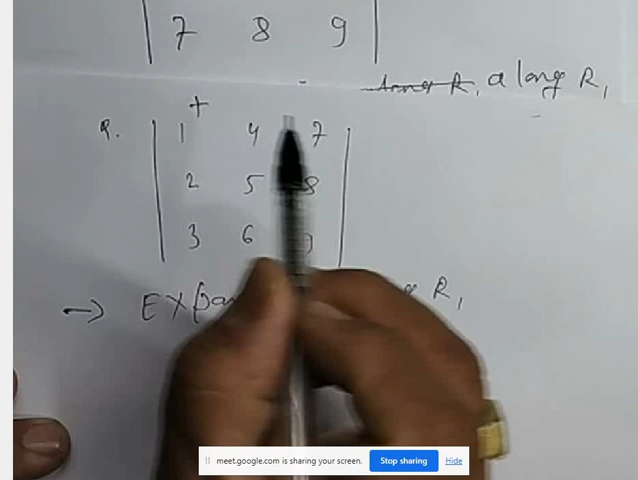 7 8 9
along R,
+
Q. 1 4 7
2 5 8
3 6 9
→ R,
meet.google.com is sharing your screen. Stop sharing Hide